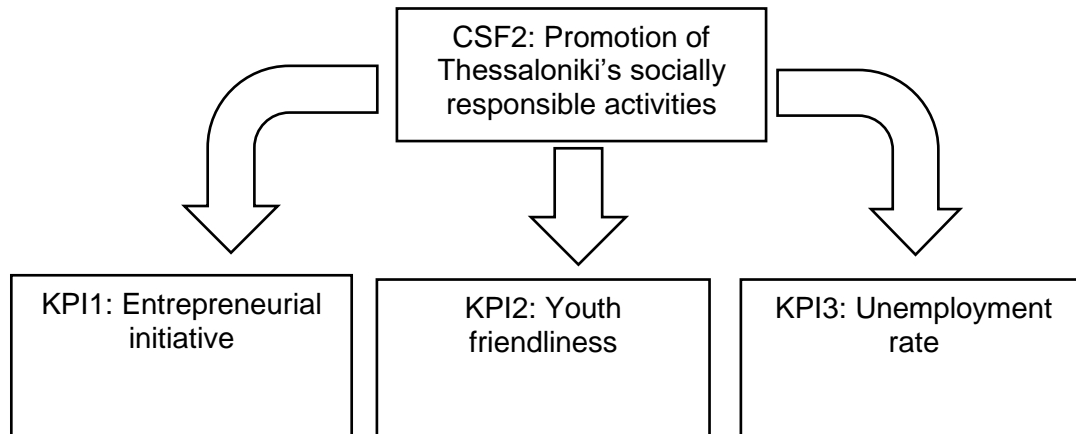 CSF2: Promotion of
Thessaloniki’s socially
responsible activities
KPI1: Entrepreneurial
initiative
KPI2: Youth
friendliness
KPI3: Unemployment
rate